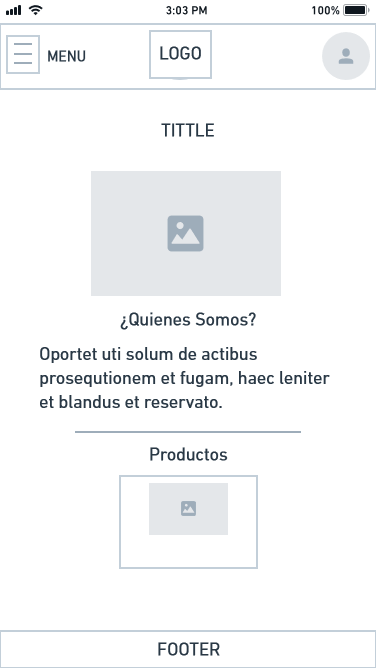 3:03 PM
100%
MENU
LOGO
TITTLE
¿Quienes Somos?
Oportet uti solum de actibus
prosequtionem et fugam, haec leniter
et blandus et reservato.
Productos
FOOTER